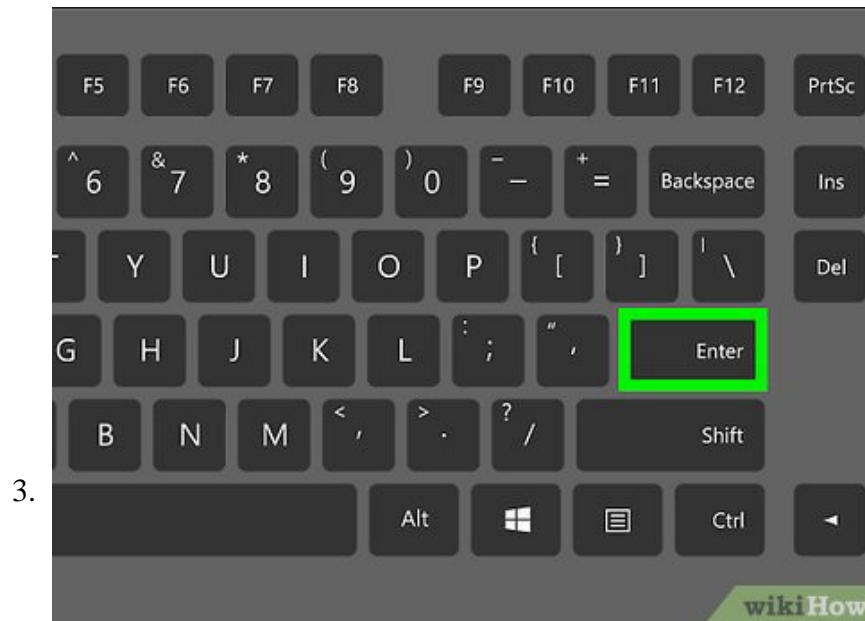 F5 F6 F7 F8 F9 F10 F11 F12 PrtSc
^ 6 & 7 * 8 ( 9 ) 0 – — + = Backspace Ins
Y U I O P { [ } ] | \ Del
G H J K L : ; " ' Enter
B N M < , > . ? / Shift
3.
Alt Ctrl ◄
wikiHow